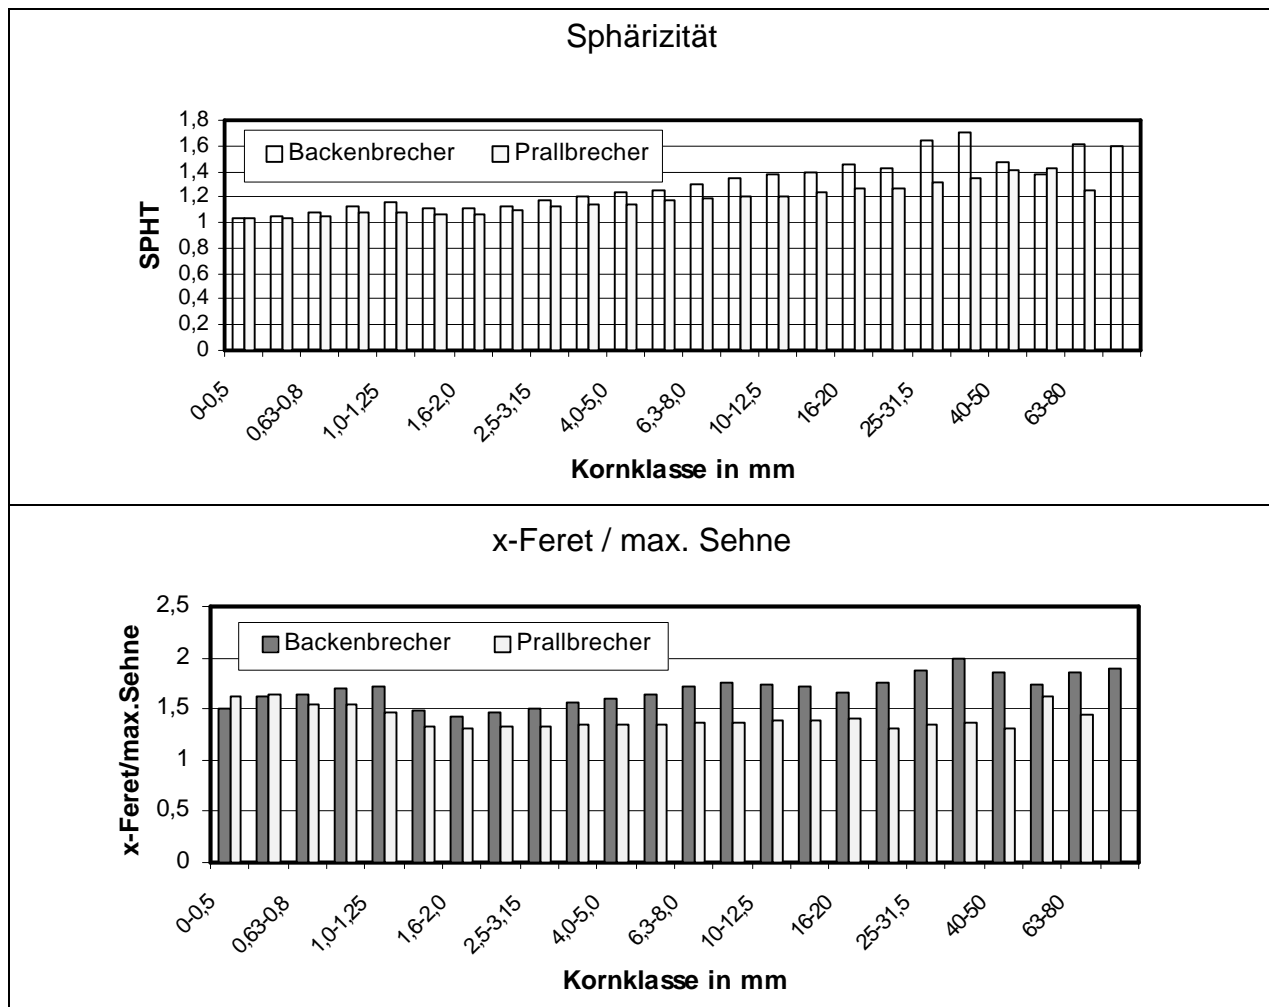 Sphärizität
1,8
1,6
1,4
1,2
1
0,8
0,6
0,4
0,2
0
SPHT
Backenbrecher Prallbrecher
0-0,5 0,63-0,8 1,0-1,25 1,6-2,0 2,5-3,15 4,0-5,0 6,3-8,0 10-12,5 16-20 25-31,5 40-50 63-80
Kornklasse in mm
x-Feret / max. Sehne
2,5
2
1,5
1
0,5
0
x-Feret/max.Sehne
Backenbrecher Prallbrecher
0-0,5 0,63-0,8 1,0-1,25 1,6-2,0 2,5-3,15 4,0-5,0 6,3-8,0 10-12,5 16-20 25-31,5 40-50 63-80
Kornklasse in mm